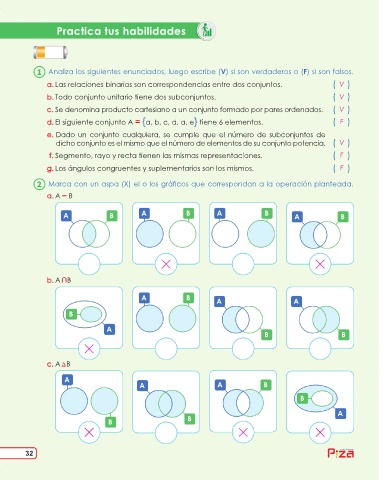 Practica tus habilidades
1 Analiza los siguientes enunciados, luego escribe (V) si son verdaderos o (F) si son falsos.
a. Las relaciones binarias son correspondencias entre dos conjuntos. ( V )
b. Todo conjunto unitario tiene dos subconjuntos. ( V )
c. Se denomina producto cartesiano a un conjunto formado por pares ordenados. ( V )
d. El siguiente conjunto A = {a, b, c, d, a, e} tiene 6 elementos. ( F )
e. Dado un conjunto cualquiera, se cumple que el número de subconjuntos de
dicho conjunto es el mismo que el número de elementos de su conjunto potencia. ( V )
f. Segmento, rayo y recta tienen las mismas representaciones. ( F )
g. Los ángulos congruentes y suplementarios son los mismos. ( F )
2 Marca con un aspa (X) el o los gráficos que correspondan a la operación planteada.
a. A − B
A B A B A B A B
X X
b. A∩B
B A A B A B A B
X
c. A △ B
A B A B A B B A
X X X
32